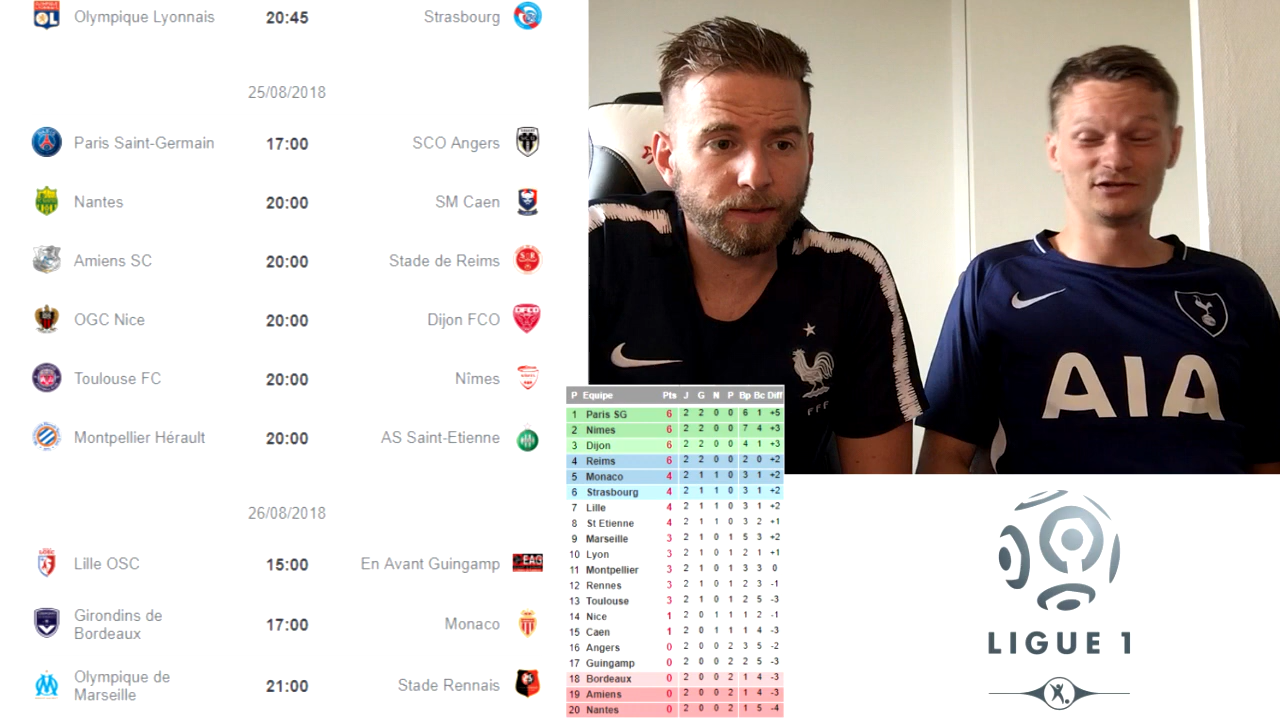 Olympique Lyonnais 20:45 Strasbourg
25/08/2018
Paris Saint-Germain 17:00 SCO Angers
Nantes 20:00 SM Caen
Amiens SC 20:00 Stade de Reims
OGC Nice 20:00 Dijon FCO
Toulouse FC 20:00 Nîmes
Montpellier Hérault 20:00 AS Saint-Etienne
26/08/2018
Lille OSC 15:00 En Avant Guingamp
Girondins de
Bordeaux 17:00 Monaco
Olympique de
Marseille 21:00 Stade Rennais
FFF
AIA
P Equipe Pts J G N P Bp Bc Diff
1 Paris SG 6 2 2 0 0 6 1 +5
2 Nimes 6 2 2 0 0 7 4 +3
3 Dijon 6 2 2 0 0 4 1 +3
4 Reims 6 2 2 0 0 2 0 +2
5 Monaco 4 2 1 1 0 3 1 +2
6 Strasbourg 4 2 1 1 0 3 1 +2
7 Lille 4 2 1 1 0 3 1 +2
8 St Etienne 4 2 1 1 0 3 2 +1
9 Marseille 3 2 1 0 1 5 3 +2
10 Lyon 3 2 1 0 1 2 1 +1
11 Montpellier 3 2 1 0 1 3 3 0
12 Rennes 3 2 1 0 1 2 3 -1
13 Toulouse 3 2 1 0 1 2 5 -3
14 Nice 1 2 0 1 1 1 2 -1
15 Caen 1 2 0 1 1 1 4 -3
16 Angers 0 2 0 0 2 3 5 -2
17 Guingamp 0 2 0 0 2 2 5 -3
18 Bordeaux 0 2 0 0 2 1 4 -3
19 Amiens 0 2 0 0 2 1 4 -3
20 Nantes 0 2 0 0 2 1 5 -4
LIGUE 1